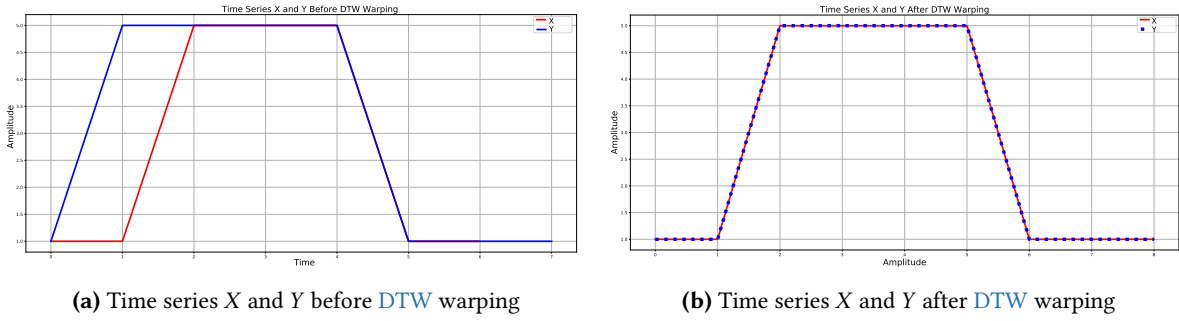 Time Series X and Y Before DTW Warping
X
Y
5.0
4.5
4.0
3.5
3.0
2.5
2.0
1.5
1.0
Amplitude
0 1 2 3 4 5 6 7
Time
(a) Time series X and Y before DTW warping
Time Series X and Y After DTW Warping
X
Y
5.0
4.5
4.0
3.5
3.0
2.5
2.0
1.5
1.0
Amplitude
0 1 2 3 4 5 6 7 8
Amplitude
(b) Time series X and Y after DTW warping